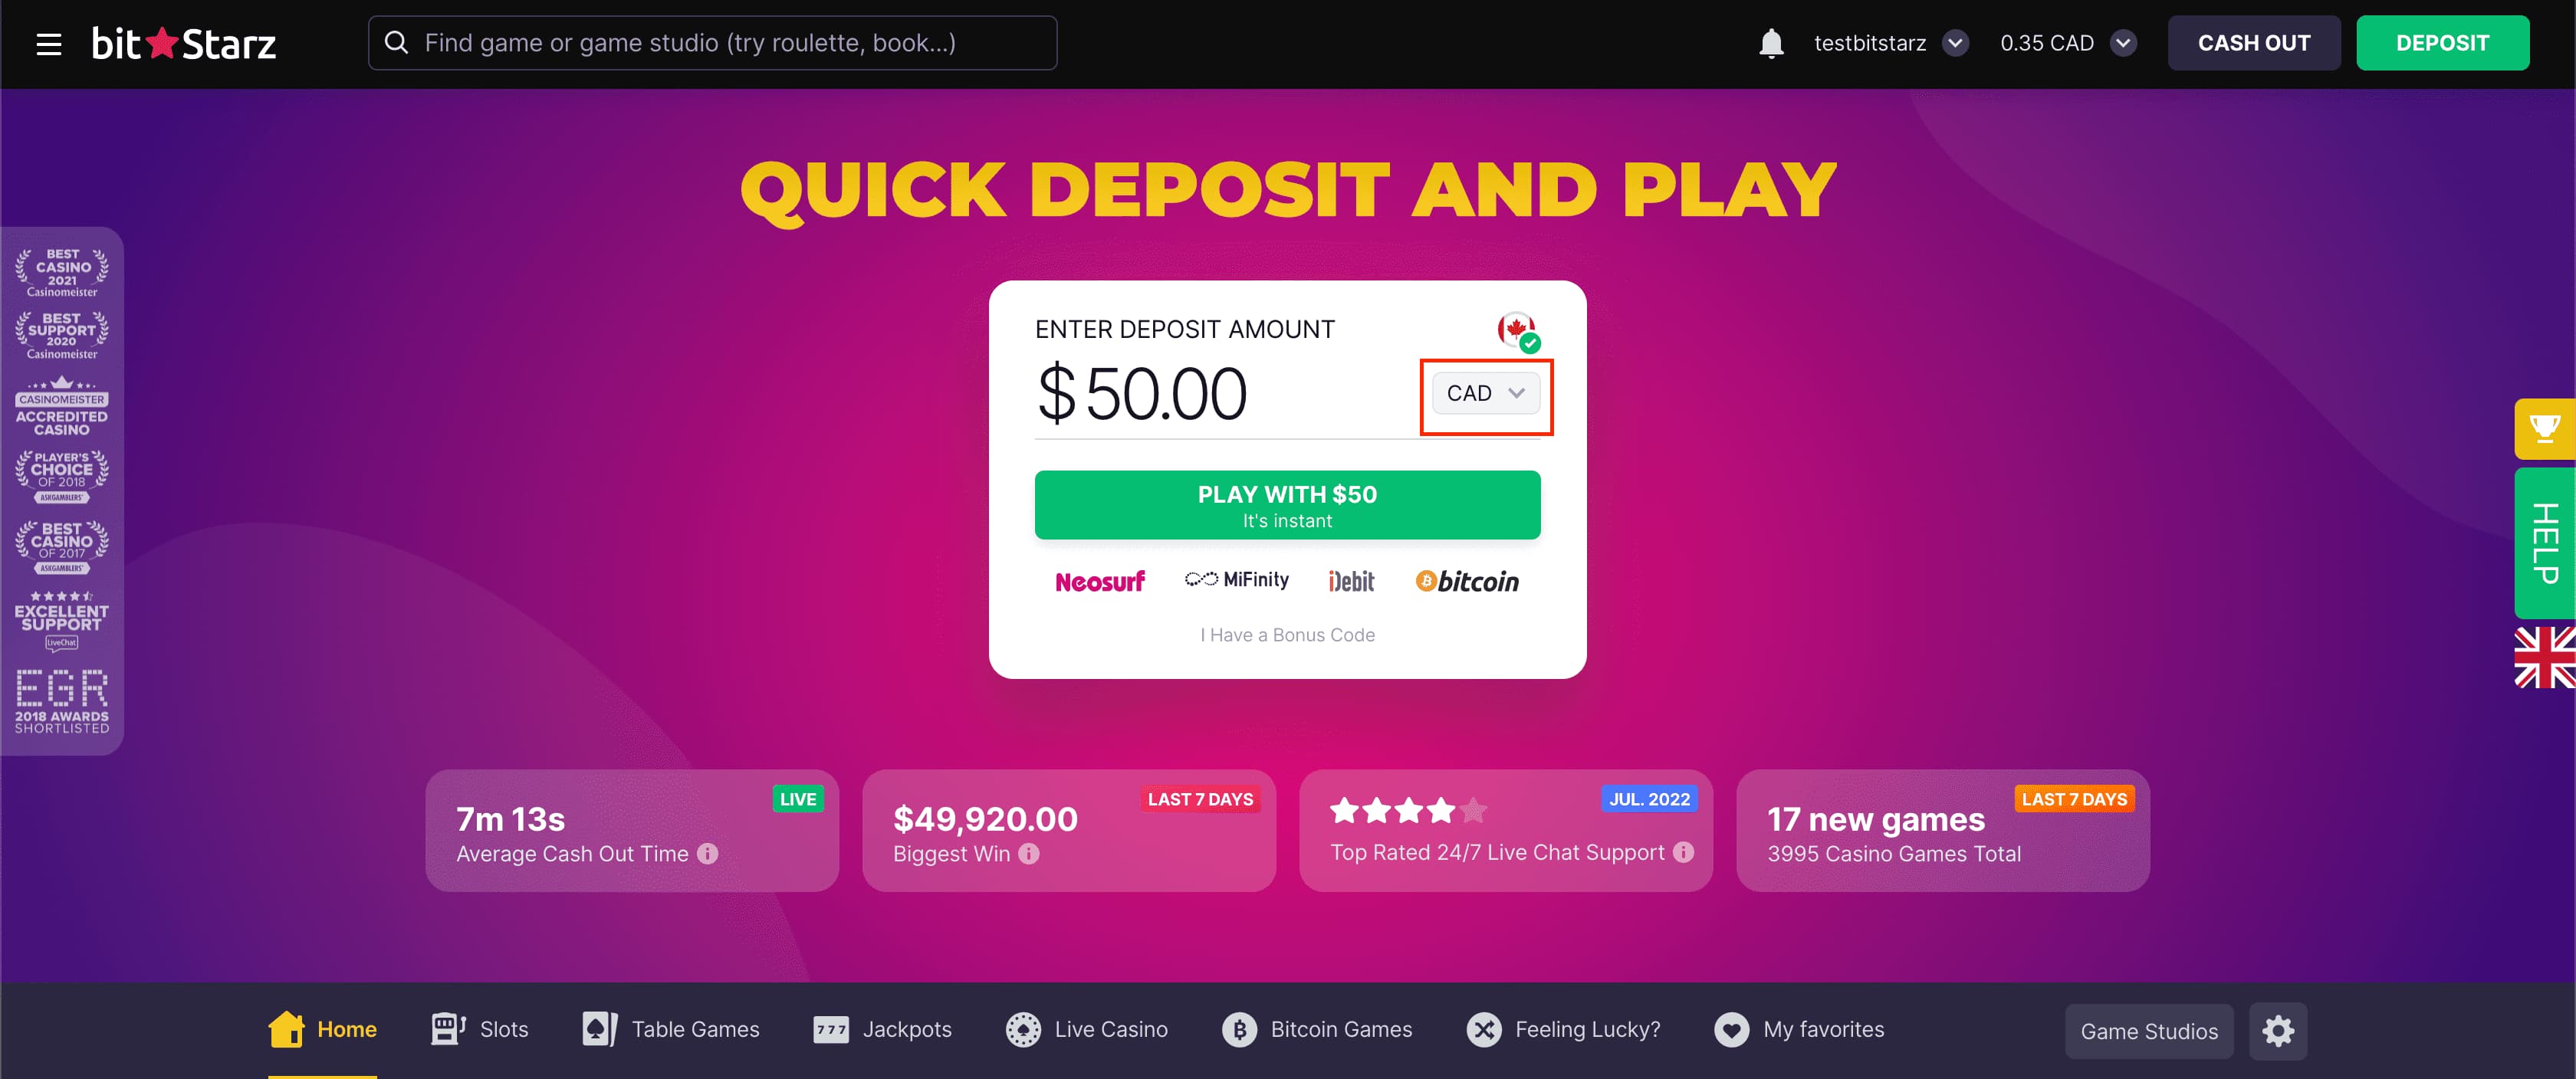 bit Starz
Find game or game studio (try roulette, book...)
testbitstarz
0.35 CAD
CASH OUT
DEPOSIT
QUICK DEPOSIT AND PLAY
BEST
CASINO
2021
Casinomeister
BEST
SUPPORT
2020
Casinomeister
CASINOMEISTER
ACCREDITED
CASINO
PLAYER'S
CHOICE
OF 2018
ASKGAMBLERS
BEST
CASINO
OF 2017
ASKGAMBLERS
EXCELLENT
SUPPORT
LiveChat
EGR
2018 AWARDS
SHORTLISTED
ENTER DEPOSIT AMOUNT
$50.00
CAD
PLAY WITH $50
It's instant
Neosurf
MiFinity
iDebit
bitcoin
I Have a Bonus Code
HELP
7m 13s
LIVE
Average Cash Out Time
$49,920.00
LAST 7 DAYS
Biggest Win
JUL. 2022
Top Rated 24/7 Live Chat Support
17 new games
LAST 7 DAYS
3995 Casino Games Total
Home
Slots
Table Games
777
Jackpots
Live Casino
Bitcoin Games
Feeling Lucky?
My favorites
Game Studios